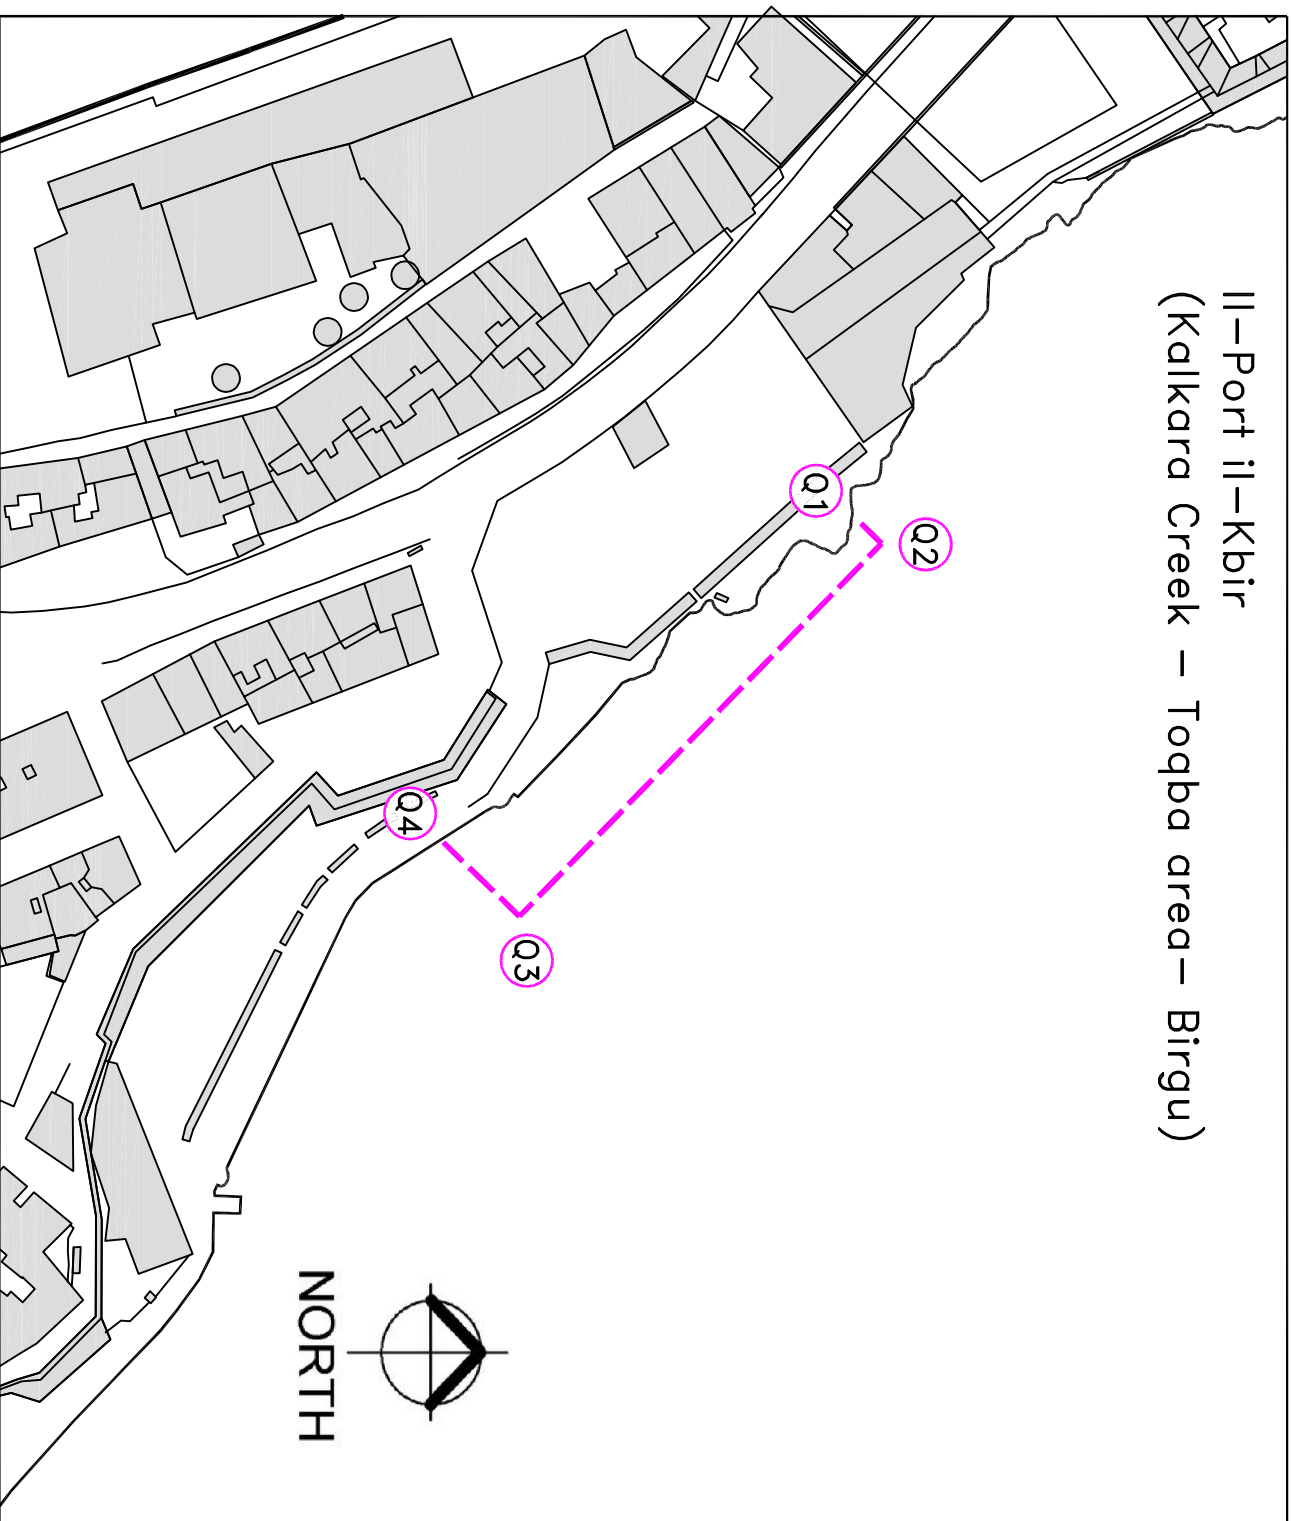 Il-Port il-Kbir
(Kalkara Creek - Toqba area- Birgu)
Q1
Q2
Q3
Q4
NORTH